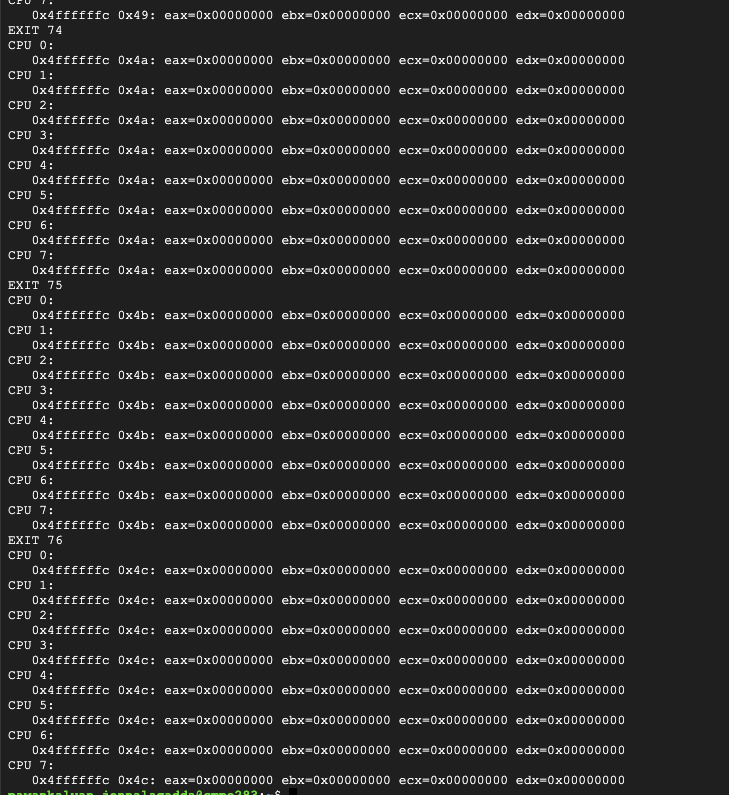 CPU 7:
0x4ffffffc 0x49: eax=0x00000000 ebx=0x00000000 ecx=0x00000000 edx=0x00000000
EXIT 74
CPU 0:
0x4ffffffc 0x4a: eax=0x00000000 ebx=0x00000000 ecx=0x00000000 edx=0x00000000
CPU 1:
0x4ffffffc 0x4a: eax=0x00000000 ebx=0x00000000 ecx=0x00000000 edx=0x00000000
CPU 2:
0x4ffffffc 0x4a: eax=0x00000000 ebx=0x00000000 ecx=0x00000000 edx=0x00000000
CPU 3:
0x4ffffffc 0x4a: eax=0x00000000 ebx=0x00000000 ecx=0x00000000 edx=0x00000000
CPU 4:
0x4ffffffc 0x4a: eax=0x00000000 ebx=0x00000000 ecx=0x00000000 edx=0x00000000
CPU 5:
0x4ffffffc 0x4a: eax=0x00000000 ebx=0x00000000 ecx=0x00000000 edx=0x00000000
CPU 6:
0x4ffffffc 0x4a: eax=0x00000000 ebx=0x00000000 ecx=0x00000000 edx=0x00000000
CPU 7:
0x4ffffffc 0x4a: eax=0x00000000 ebx=0x00000000 ecx=0x00000000 edx=0x00000000
EXIT 75
CPU 0:
0x4ffffffc 0x4b: eax=0x00000000 ebx=0x00000000 ecx=0x00000000 edx=0x00000000
CPU 1:
0x4ffffffc 0x4b: eax=0x00000000 ebx=0x00000000 ecx=0x00000000 edx=0x00000000
CPU 2:
0x4ffffffc 0x4b: eax=0x00000000 ebx=0x00000000 ecx=0x00000000 edx=0x00000000
CPU 3:
0x4ffffffc 0x4b: eax=0x00000000 ebx=0x00000000 ecx=0x00000000 edx=0x00000000
CPU 4:
0x4ffffffc 0x4b: eax=0x00000000 ebx=0x00000000 ecx=0x00000000 edx=0x00000000
CPU 5:
0x4ffffffc 0x4b: eax=0x00000000 ebx=0x00000000 ecx=0x00000000 edx=0x00000000
CPU 6:
0x4ffffffc 0x4b: eax=0x00000000 ebx=0x00000000 ecx=0x00000000 edx=0x00000000
CPU 7:
0x4ffffffc 0x4b: eax=0x00000000 ebx=0x00000000 ecx=0x00000000 edx=0x00000000
EXIT 76
CPU 0:
0x4ffffffc 0x4c: eax=0x00000000 ebx=0x00000000 ecx=0x00000000 edx=0x00000000
CPU 1:
0x4ffffffc 0x4c: eax=0x00000000 ebx=0x00000000 ecx=0x00000000 edx=0x00000000
CPU 2:
0x4ffffffc 0x4c: eax=0x00000000 ebx=0x00000000 ecx=0x00000000 edx=0x00000000
CPU 3:
0x4ffffffc 0x4c: eax=0x00000000 ebx=0x00000000 ecx=0x00000000 edx=0x00000000
CPU 4:
0x4ffffffc 0x4c: eax=0x00000000 ebx=0x00000000 ecx=0x00000000 edx=0x00000000
CPU 5:
0x4ffffffc 0x4c: eax=0x00000000 ebx=0x00000000 ecx=0x00000000 edx=0x00000000
CPU 6:
0x4ffffffc 0x4c: eax=0x00000000 ebx=0x00000000 ecx=0x00000000 edx=0x00000000
CPU 7:
0x4ffffffc 0x4c: eax=0x00000000 ebx=0x00000000 ecx=0x00000000 edx=0x00000000